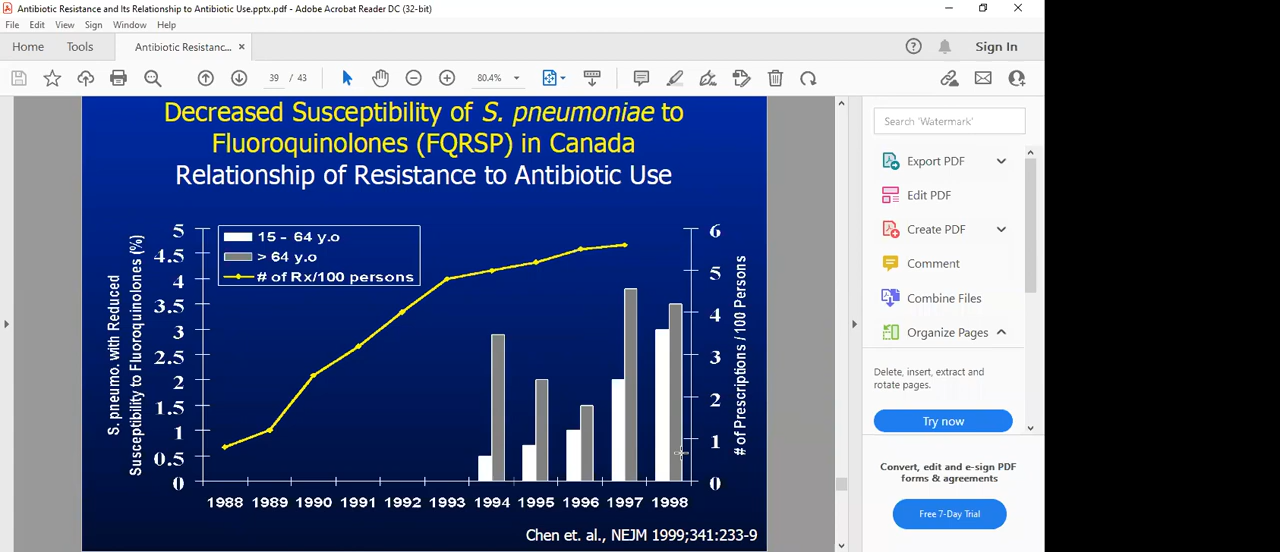 Antibiotic Resistance and Its Relationship to Antibiotic Use.pptx.pdf - Adobe Acrobat Reader DC (32-bit)
File Edit View Sign Window Help
Home Tools Antibiotic Resistanc... × Sign In
39 / 43 80.4%
Decreased Susceptibility of S. pneumoniae to
Fluoroquinolones (FQRSP) in Canada
Relationship of Resistance to Antibiotic Use
S. pneumo. with Reduced
Susceptibility to Fluoroquinolones (%)
5
4.5
4
3.5
3
2.5
2
1.5
1
0.5
0
15 - 64 y.o
> 64 y.o
# of Rx/100 persons
6
5
4
3
2
1
0
# of Prescriptions / 100 Persons
1988 1989 1990 1991 1992 1993 1994 1995 1996 1997 1998
Chen et. al., NEJM 1999;341:233-9
Search 'Watermark'
Export PDF
Edit PDF
Create PDF
Comment
Combine Files
Organize Pages
Delete, insert, extract and
rotate pages.
Try now
Convert, edit and e-sign PDF
forms & agreements
Free 7-Day Trial